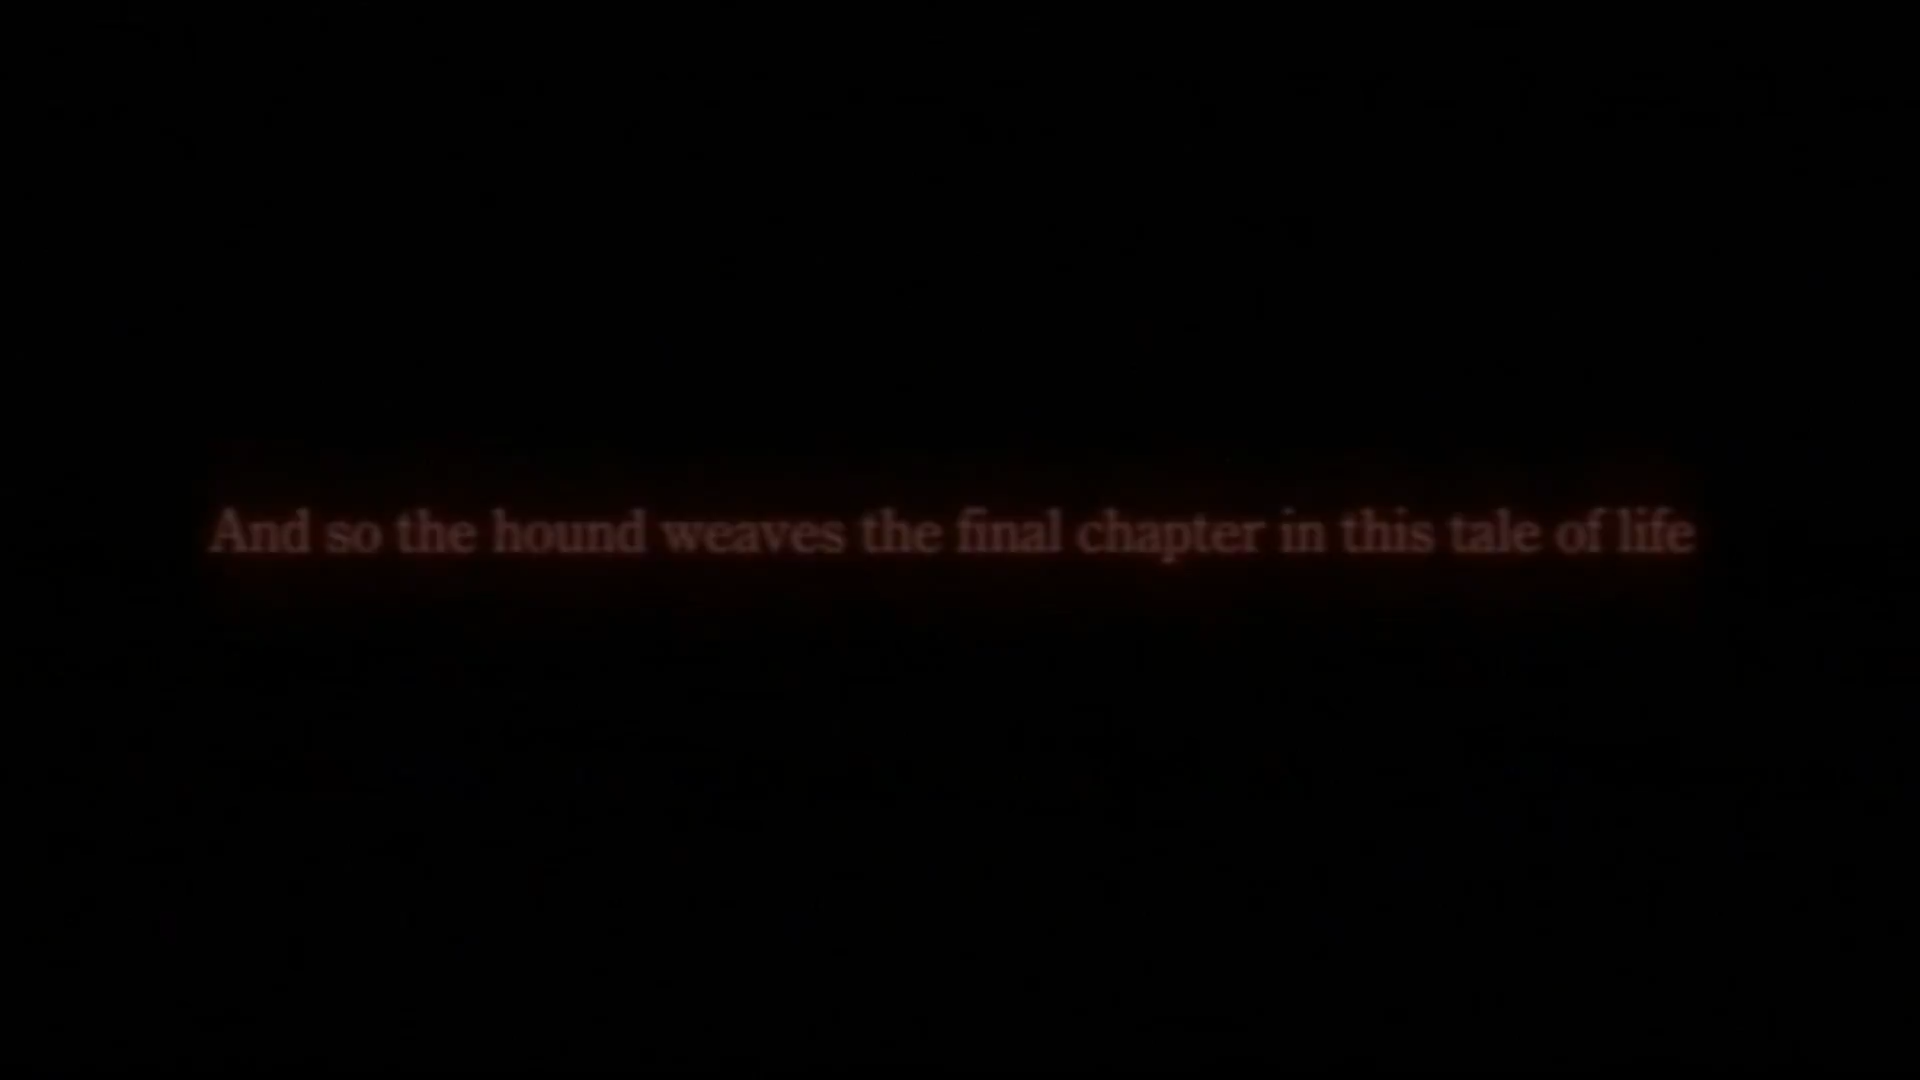 And so the hound weaves the final chapter in this tale of life